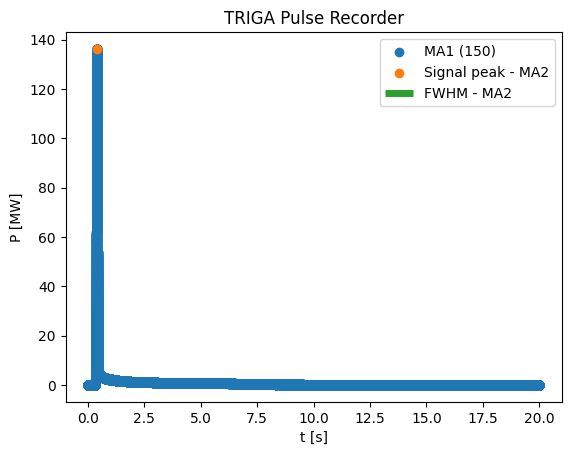 TRIGA Pulse Recorder
MA1 (150)
Signal peak - MA2
FWHM - MA2
P [MW]
140
120
100
80
60
40
20
0
0.0 2.5 5.0 7.5 10.0 12.5 15.0 17.5 20.0
t [s]